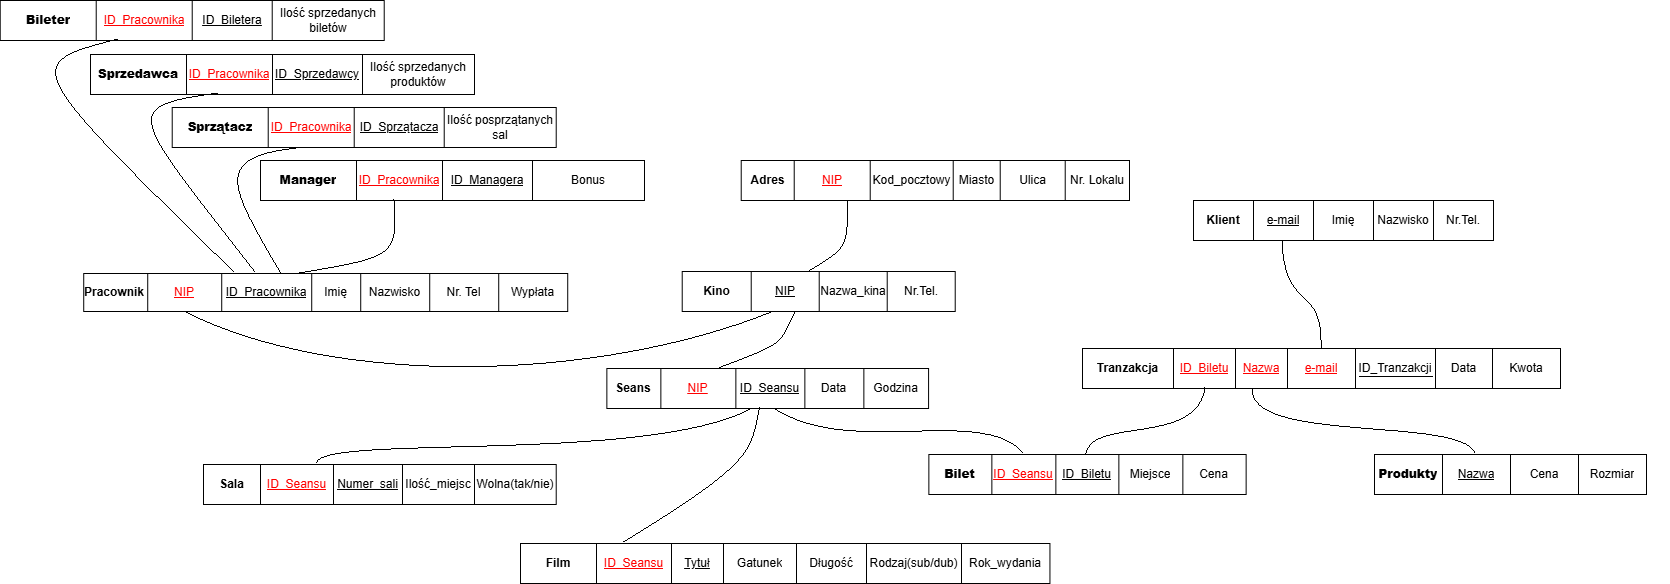 Bileter ID_Pracownika ID_Biletera Ilość sprzedanych
biletów
Sprzedawca ID_Pracownika ID_Sprzedawcy Ilość sprzedanych
produktów
Sprzątacz ID_Pracownika ID_Sprzątacza Ilość posprzątanych
sal
Manager ID_Pracownika ID_Managera Bonus
Adres NIP Kod_pocztowy Miasto Ulica Nr. Lokalu
Klient e-mail Imię Nazwisko Nr.Tel.
Pracownik NIP ID_Pracownika Imię Nazwisko Nr. Tel Wypłata
Kino NIP Nazwa_kina Nr.Tel.
Tranzakcja ID_Biletu Nazwa e-mail ID_Tranzakcji Data Kwota
Seans NIP ID_Seansu Data Godzina
Sala ID_Seansu Numer_sali Ilość_miejsc Wolna(tak/nie)
Bilet ID_Seansu ID_Biletu Miejsce Cena
Produkty Nazwa Cena Rozmiar
Film ID_Seansu Tytuł Gatunek Długość Rodzaj(sub/dub) Rok_wydania